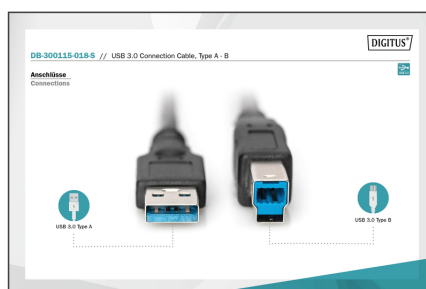 DIGITUS®
DB-300115-018-S // USB 3.0 Connection Cable, Type A - B
Anschlüsse
Connections
USB 3.0 Type A
USB 3.0 Type B